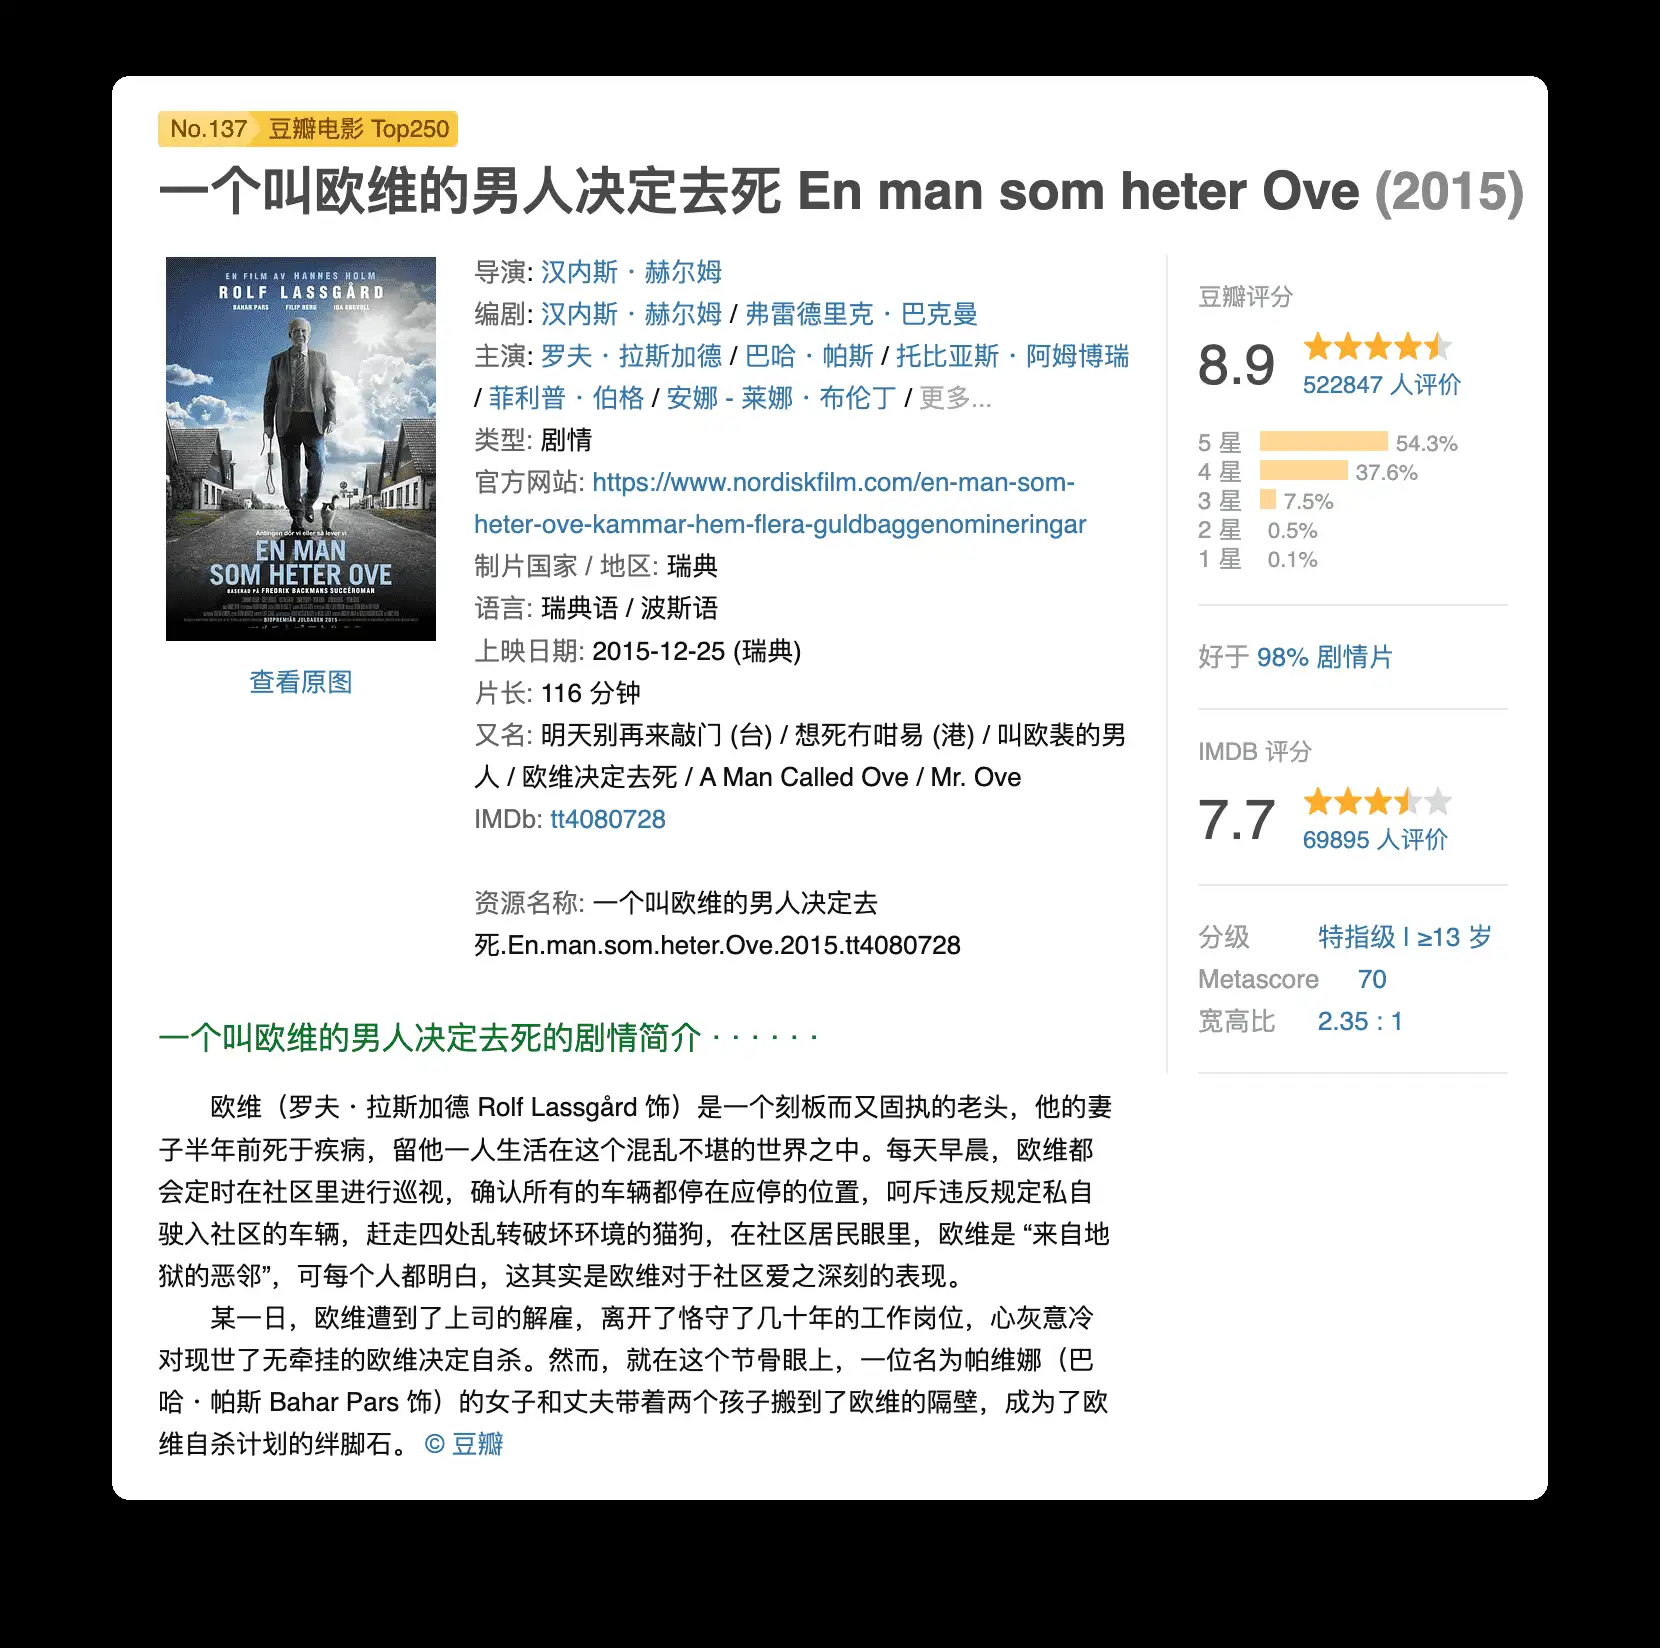 No.137 豆瓣电影 Top250
一个叫欧维的男人决定去死 En man som heter Ove (2015)
EN FILM AV HANNES HOLM
ROLF LASSGÅRD
BAHAR PARS FILIP BERG IDA ENGVOLL
Antingen dör vi eller så lever vi
EN MAN
SOM HETER OVE
BASERAD PÅ FREDRIK BACKMANS SUCCÉROMAN
BIOPREMIÄR JULDAGEN 2015
查看原图
导演: 汉内斯 · 赫尔姆
编剧: 汉内斯 · 赫尔姆 / 弗雷德里克 · 巴克曼
主演: 罗夫 · 拉斯加德 / 巴哈 · 帕斯 / 托比亚斯 · 阿姆博瑞
/ 菲利普 · 伯格 / 安娜 - 莱娜 · 布伦丁 / 更多...
类型: 剧情
官方网站: https://www.nordiskfilm.com/en-man-som-
heter-ove-kammar-hem-flera-guldbaggenomineringar
制片国家 / 地区: 瑞典
语言: 瑞典语 / 波斯语
上映日期: 2015-12-25 (瑞典)
片长: 116 分钟
又名: 明天别再来敲门 (台) / 想死冇咁易 (港) / 叫欧裴的男
人 / 欧维决定去死 / A Man Called Ove / Mr. Ove
IMDb: tt4080728
资源名称: 一个叫欧维的男人决定去
死.En.man.som.heter.Ove.2015.tt4080728
豆瓣评分
8.9
522847 人评价
5 星 54.3%
4 星 37.6%
3 星 7.5%
2 星 0.5%
1 星 0.1%
好于 98% 剧情片
IMDB 评分
7.7
69895 人评价
分级 特指级 | ≥13 岁
Metascore 70
宽高比 2.35 : 1
一个叫欧维的男人决定去死的剧情简介 · · · · · ·
欧维（罗夫 · 拉斯加德 Rolf Lassgård 饰）是一个刻板而又固执的老头，他的妻
子半年前死于疾病，留他一人生活在这个混乱不堪的世界之中。每天早晨，欧维都
会定时在社区里进行巡视，确认所有的车辆都停在应停的位置，呵斥违反规定私自
驶入社区的车辆，赶走四处乱转破坏环境的猫狗，在社区居民眼里，欧维是 “来自地
狱的恶邻”，可每个人都明白，这其实是欧维对于社区爱之深刻的表现。
某一日，欧维遭到了上司的解雇，离开了恪守了几十年的工作岗位，心灰意冷
对现世了无牵挂的欧维决定自杀。然而，就在这个节骨眼上，一位名为帕维娜（巴
哈 · 帕斯 Bahar Pars 饰）的女子和丈夫带着两个孩子搬到了欧维的隔壁，成为了欧
维自杀计划的绊脚石。 © 豆瓣